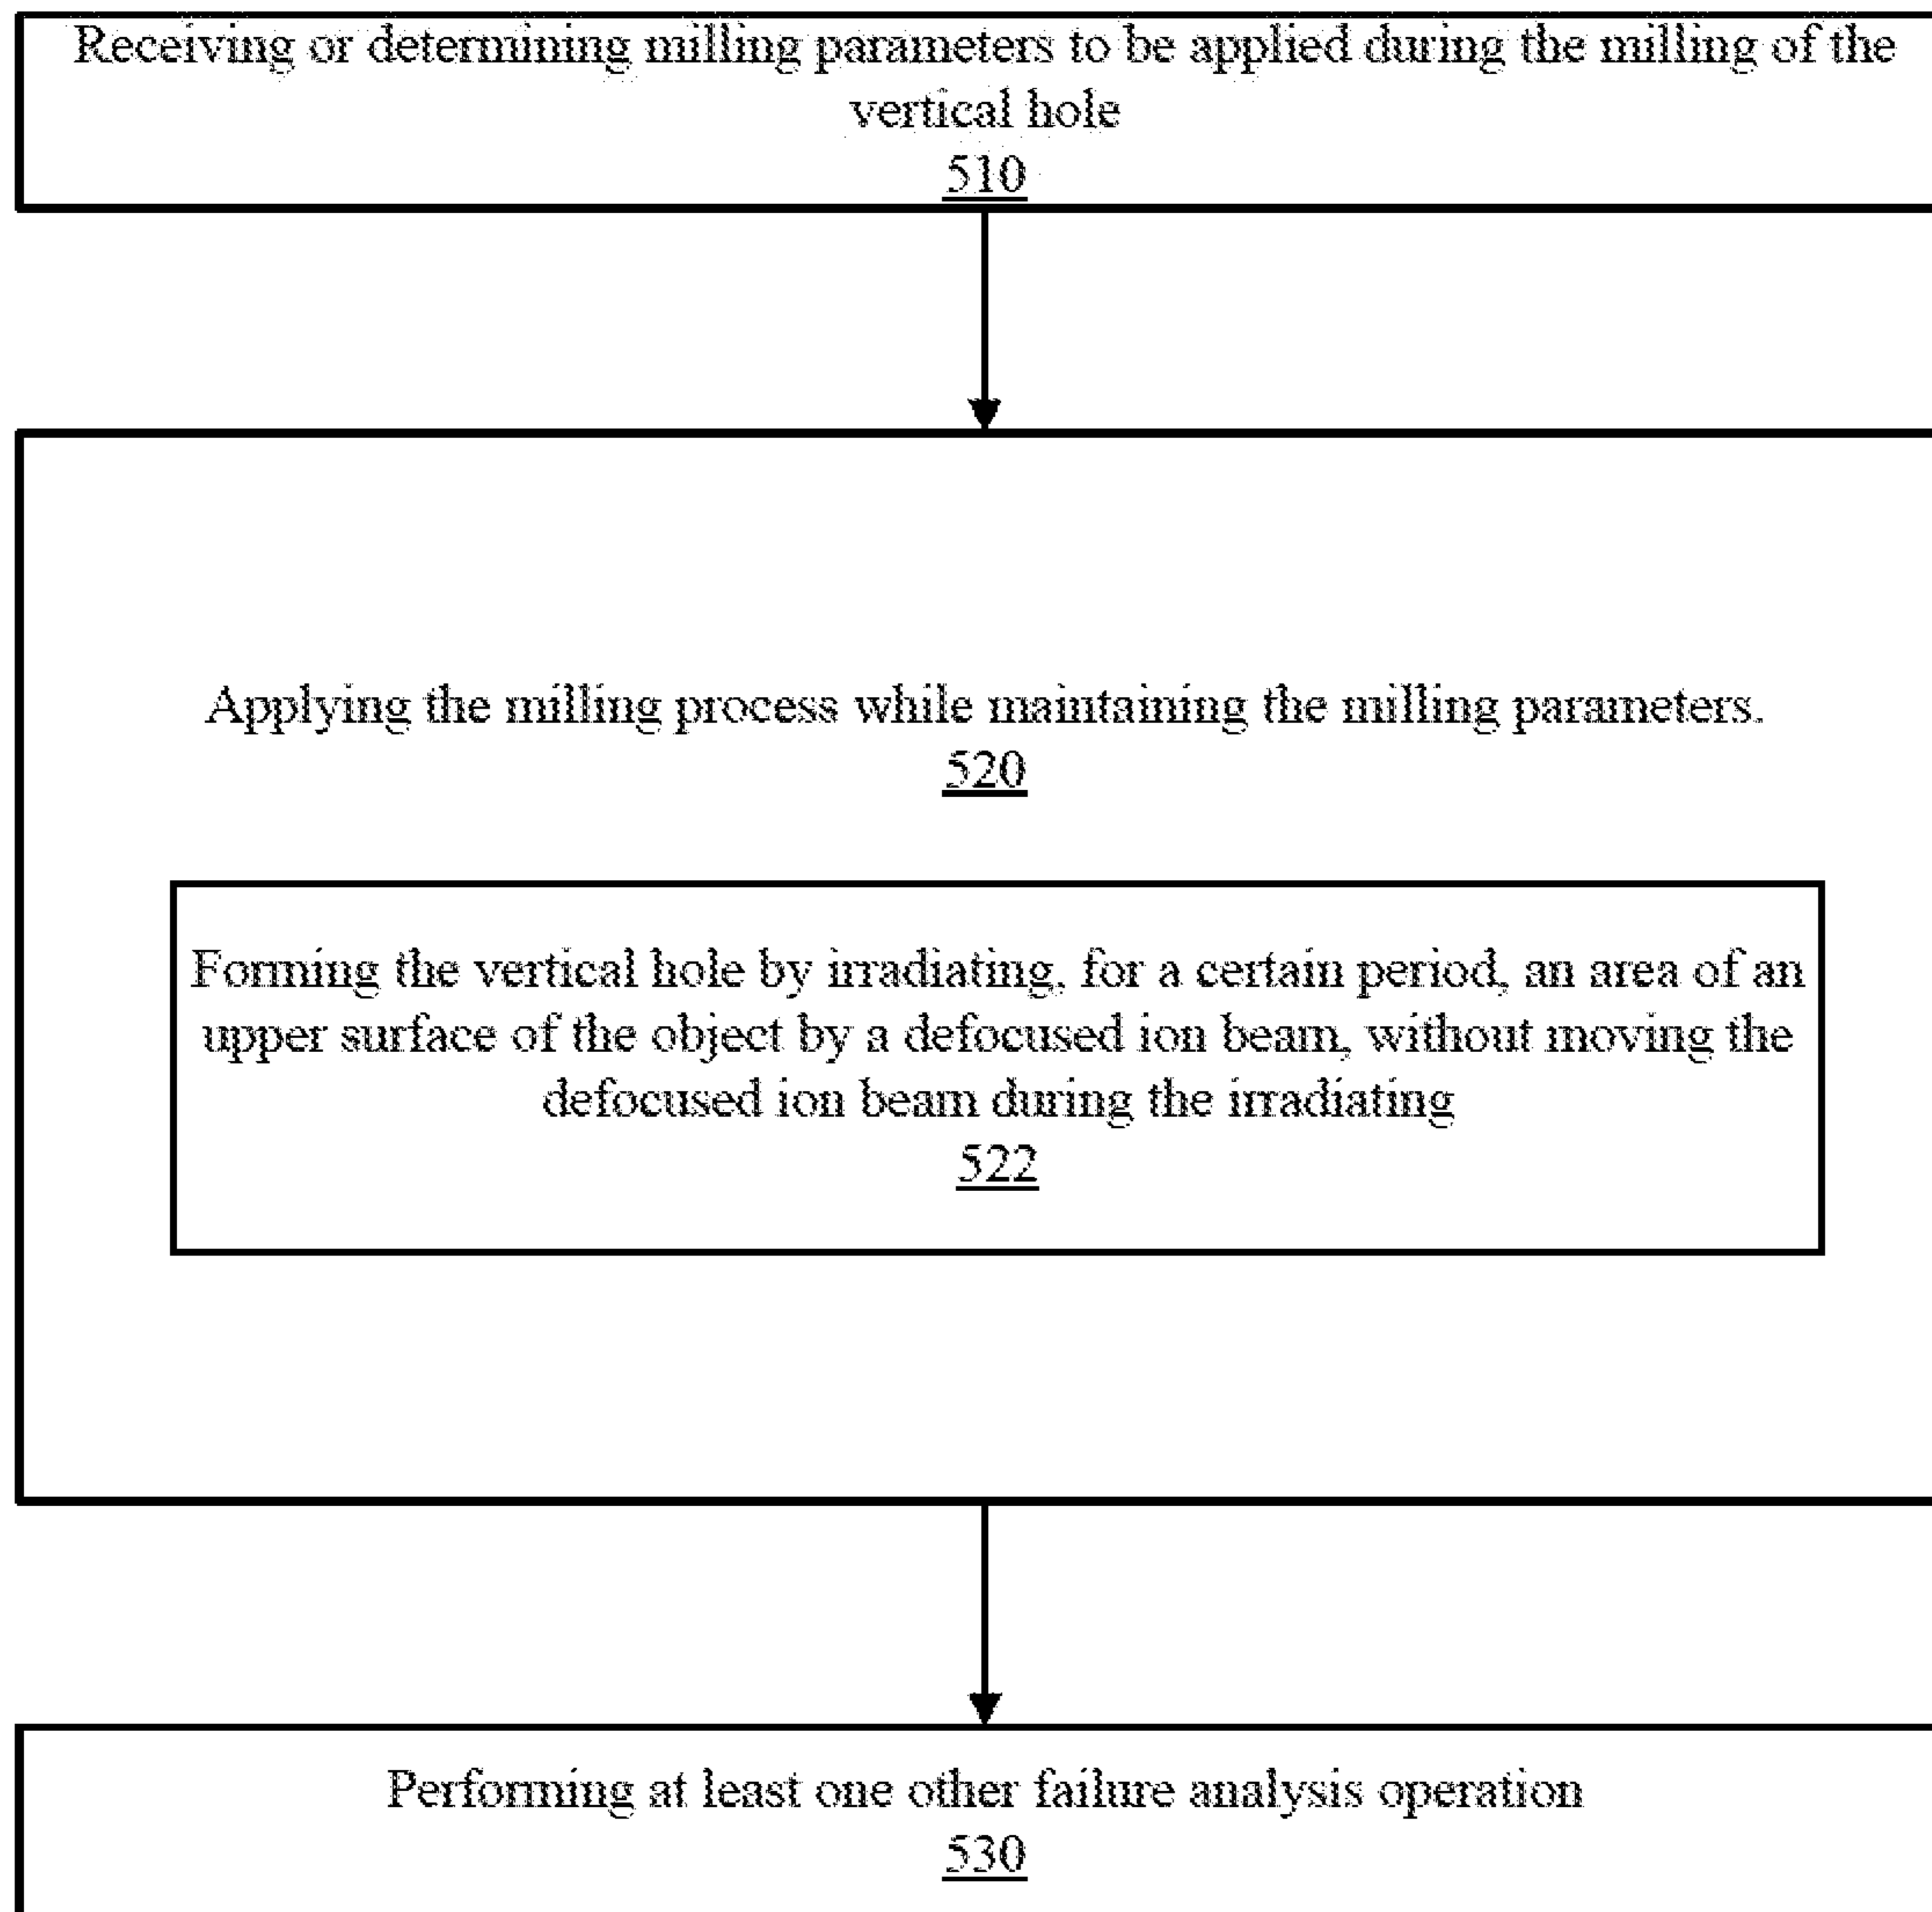 Receiving or determining milling parameters to be applied during the milling of the
vertical hole
510
Applying the milling process while maintaining the milling parameters.
520
Forming the vertical hole by irradiating, for a certain period, an area of an
upper surface of the object by a defocused ion beam, without moving the
defocused ion beam during the irradiating
522
Performing at least one other failure analysis operation
530